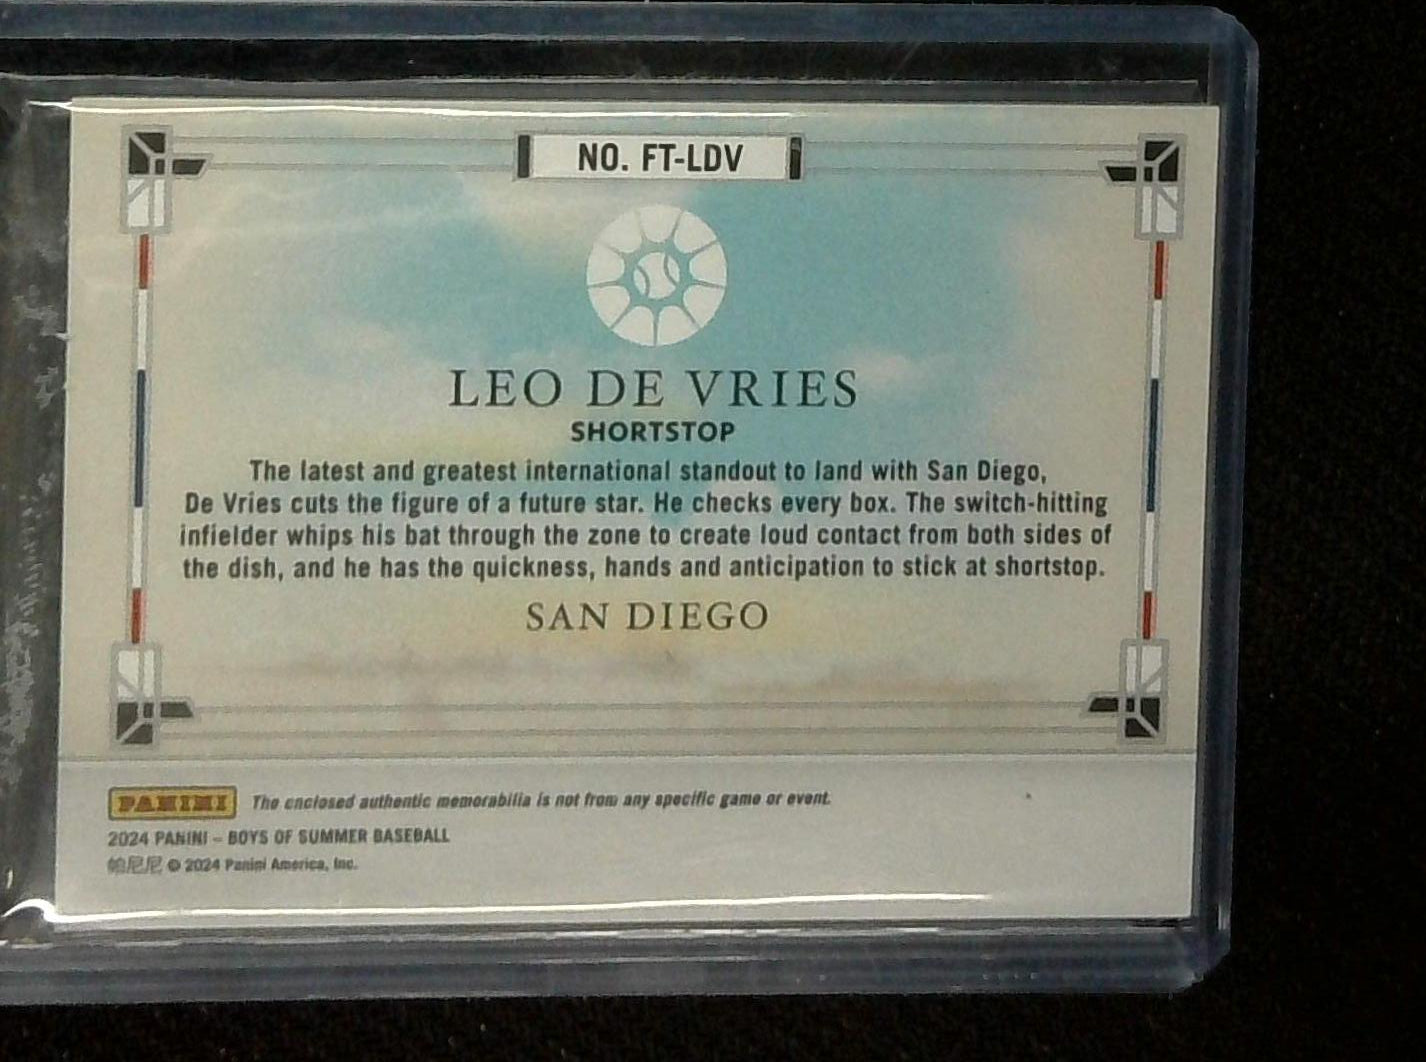 NO. FT-LDV
LEO DE VRIES
SHORTSTOP
The latest and greatest international standout to land with San Diego,
De Vries cuts the figure of a future star. He checks every box. The switch-hitting
infielder whips his bat through the zone to create loud contact from both sides of
the dish, and he has the quickness, hands and anticipation to stick at shortstop.
SAN DIEGO
PANINI The enclosed authentic memorabilia is not from any specific game or event.
2024 PANINI – BOYS OF SUMMER BASEBALL
帕尼尼 © 2024 Panini America, Inc.